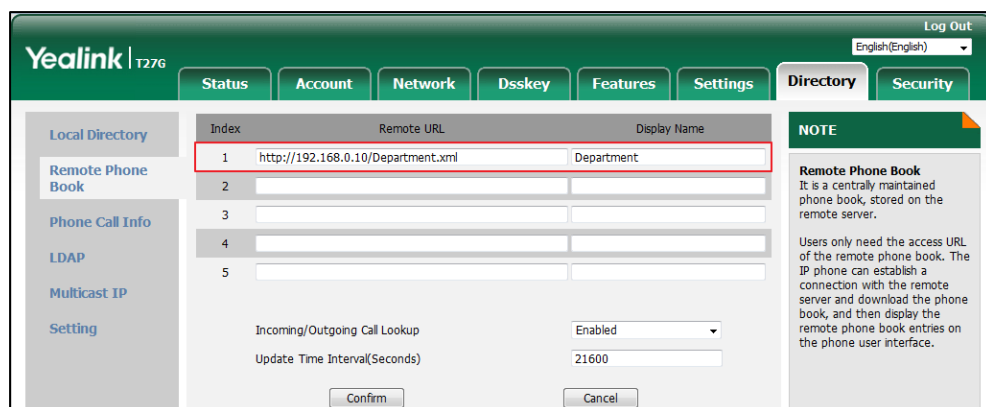 Log Out
Yealink | T27G
English(English)
Status Account Network Dsskey Features Settings Directory Security
Local Directory
Remote Phone
Book
Phone Call Info
LDAP
Multicast IP
Setting
Index Remote URL Display Name
1 http://192.168.0.10/Department.xml Department
2
3
4
5
Incoming/Outgoing Call Lookup Enabled
Update Time Interval(Seconds) 21600
Confirm Cancel
NOTE
Remote Phone Book
It is a centrally maintained
phone book, stored on the
remote server.
Users only need the access URL
of the remote phone book. The
IP phone can establish a
connection with the remote
server and download the phone
book, and then display the
remote phone book entries on
the phone user interface.